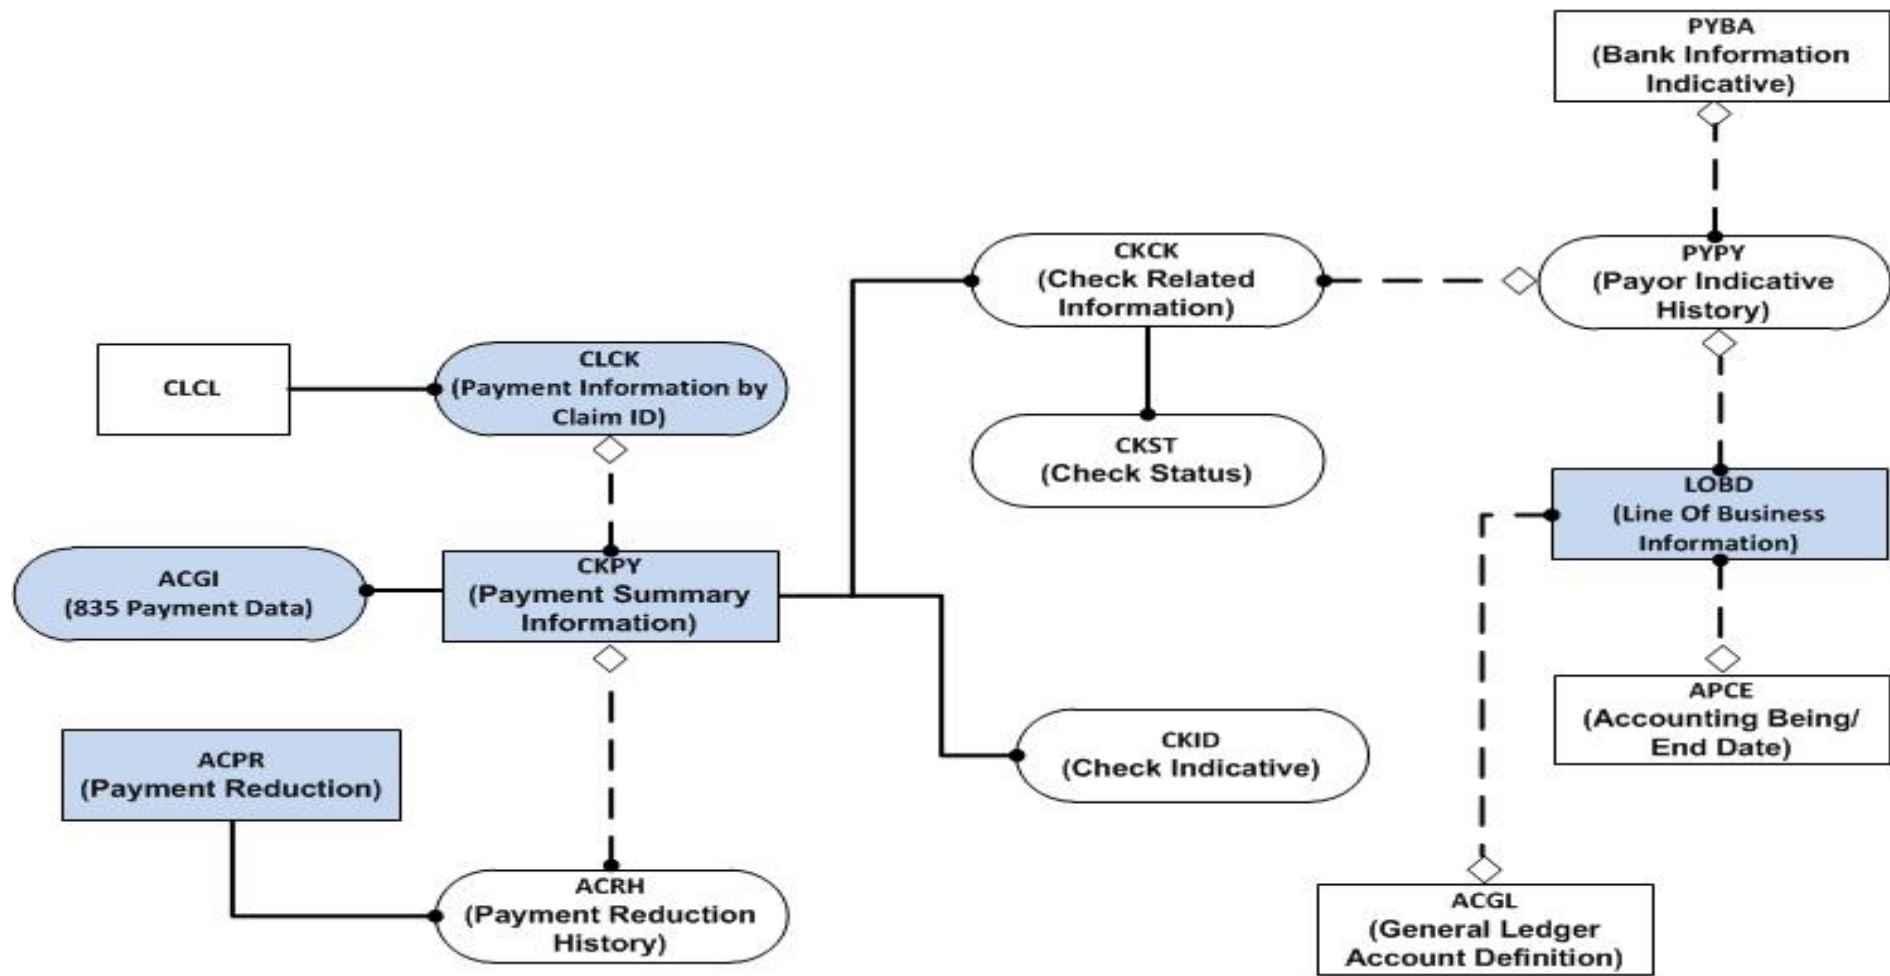 PYBA
(Bank Information
Indicative)
CKCK
(Check Related
Information)
PYPY
(Payor Indicative
History)
CLCL
CLCK
(Payment Information by
Claim ID)
CKST
(Check Status)
LOBD
(Line Of Business
Information)
ACGI
(835 Payment Data)
CKPY
(Payment Summary
Information)
APCE
(Accounting Being/
End Date)
ACPR
(Payment Reduction)
CKID
(Check Indicative)
ACRH
(Payment Reduction
History)
ACGL
(General Ledger
Account Definition)